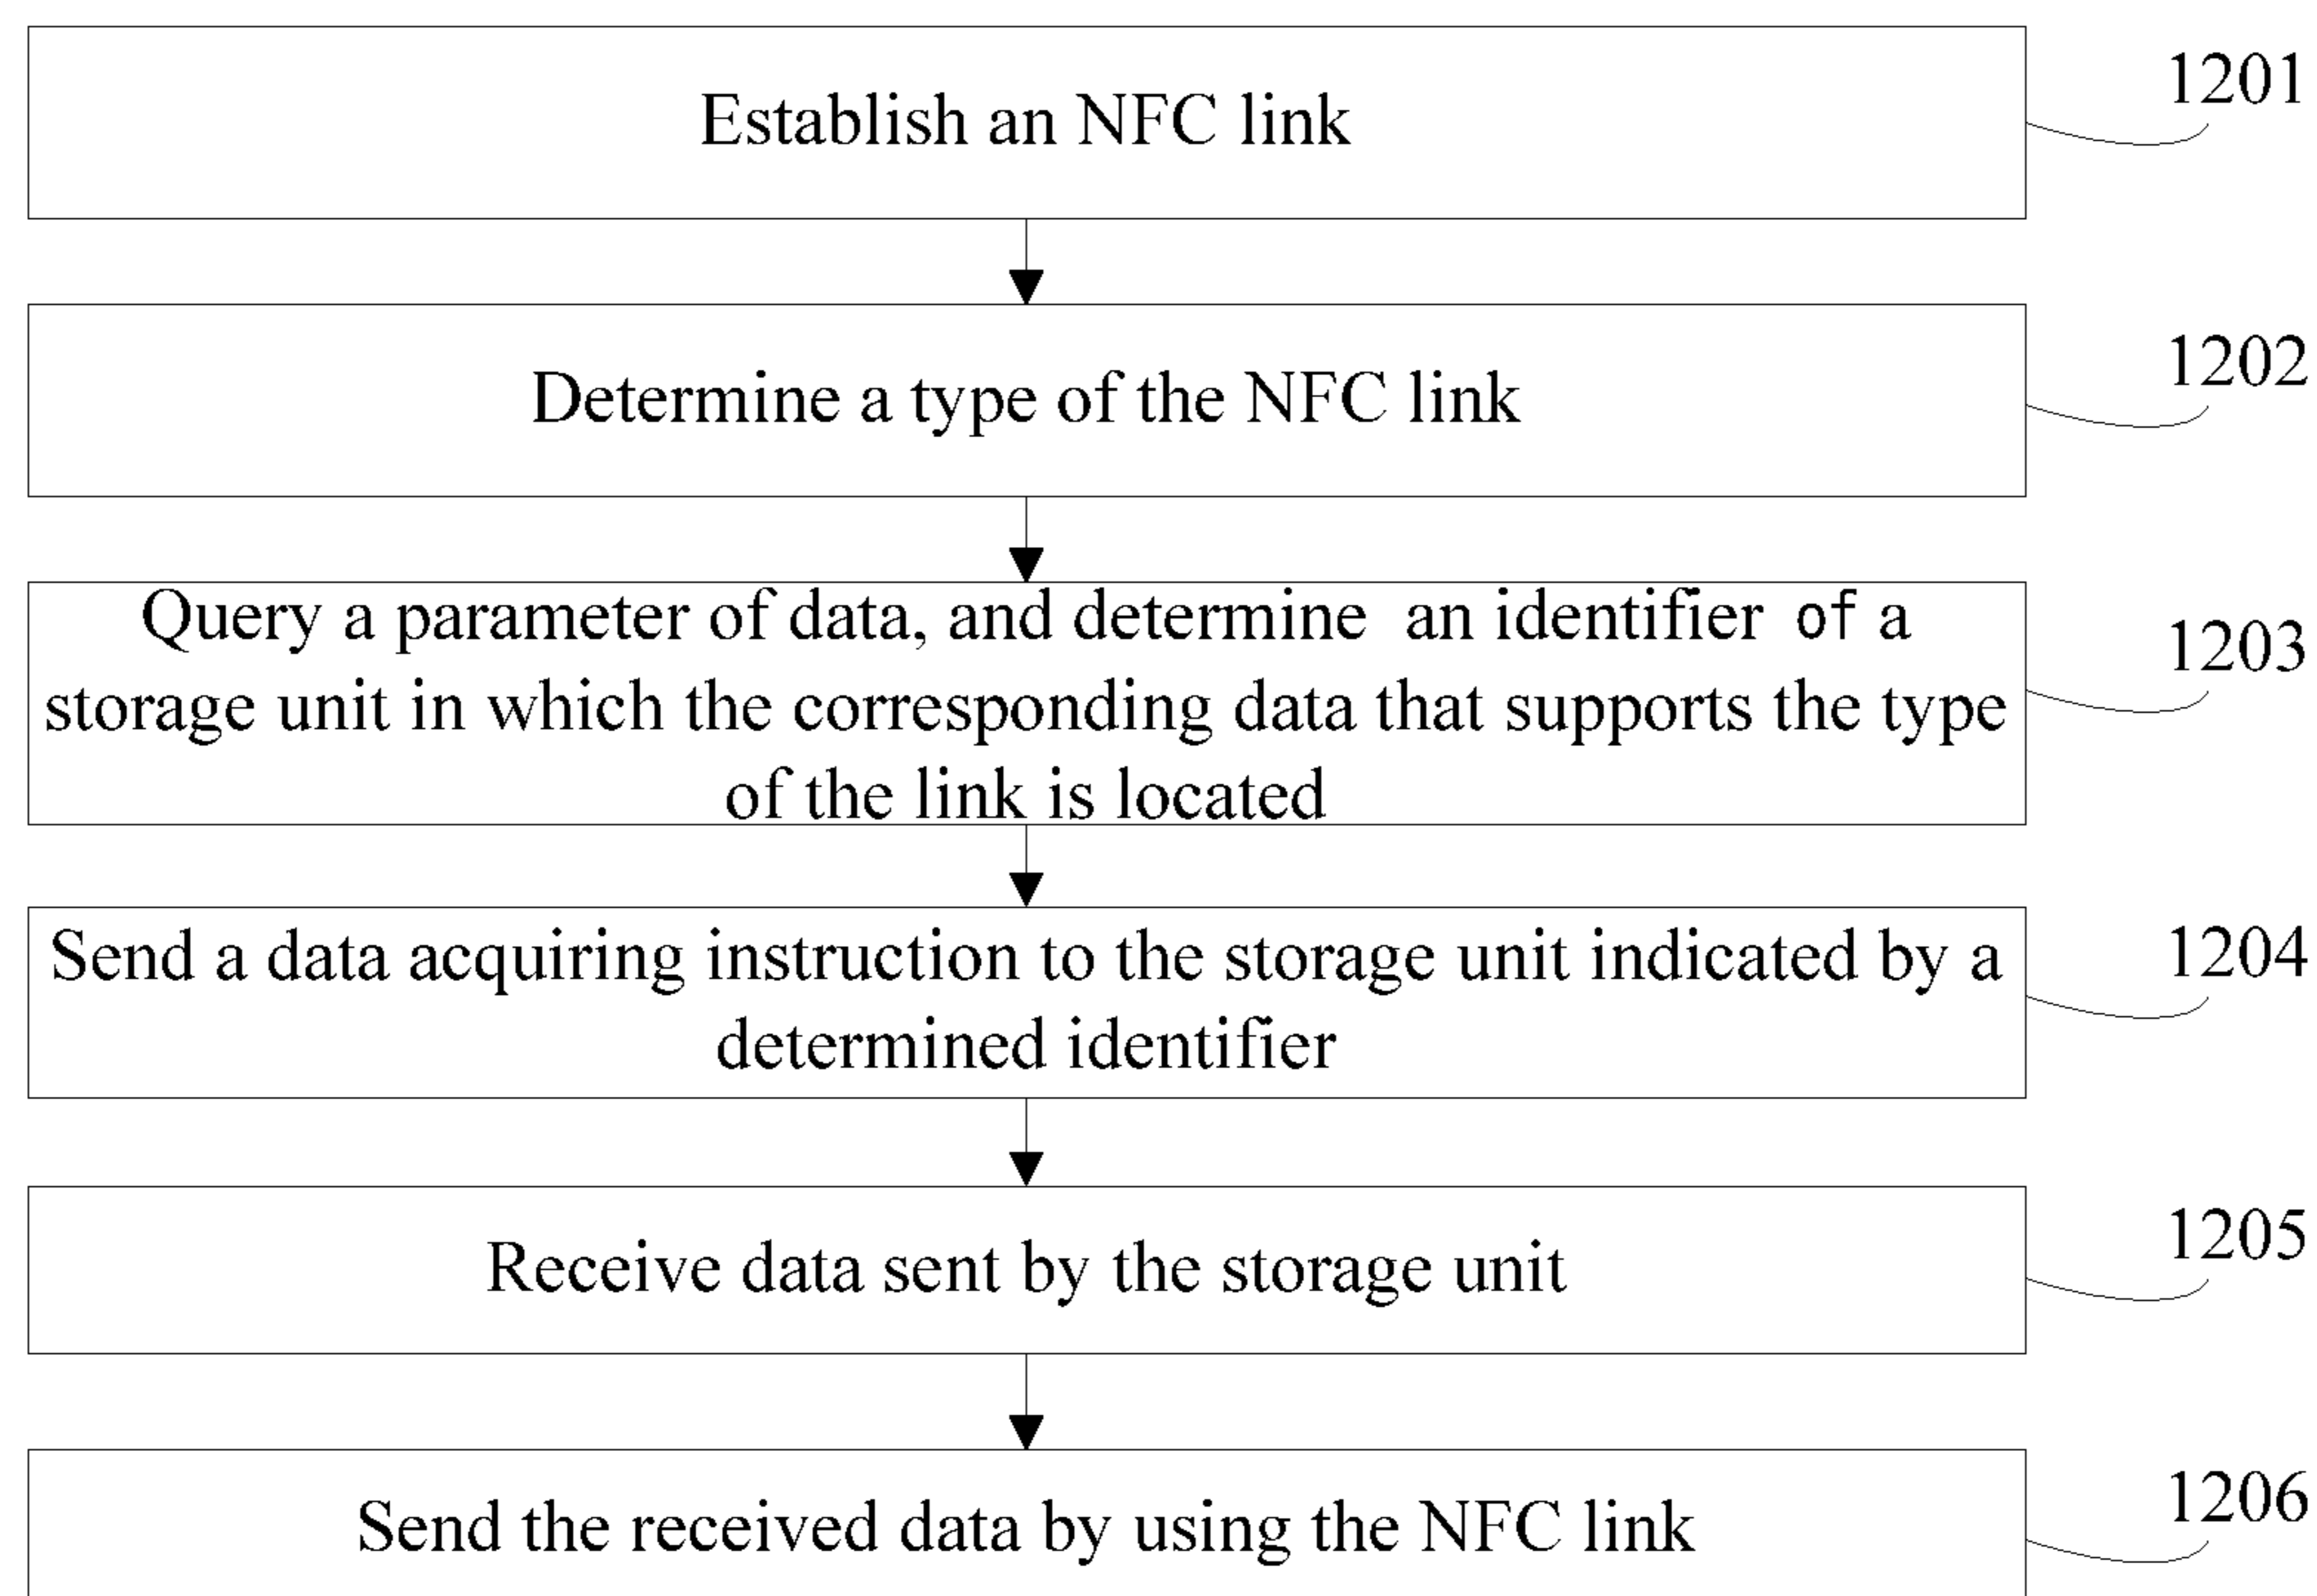 Establish an NFC link
1201
Determine a type of the NFC link
1202
Query a parameter of data, and determine an identifier of a
storage unit in which the corresponding data that supports the type
of the link is located
1203
Send a data acquiring instruction to the storage unit indicated by a
determined identifier
1204
Receive data sent by the storage unit
1205
Send the received data by using the NFC link
1206